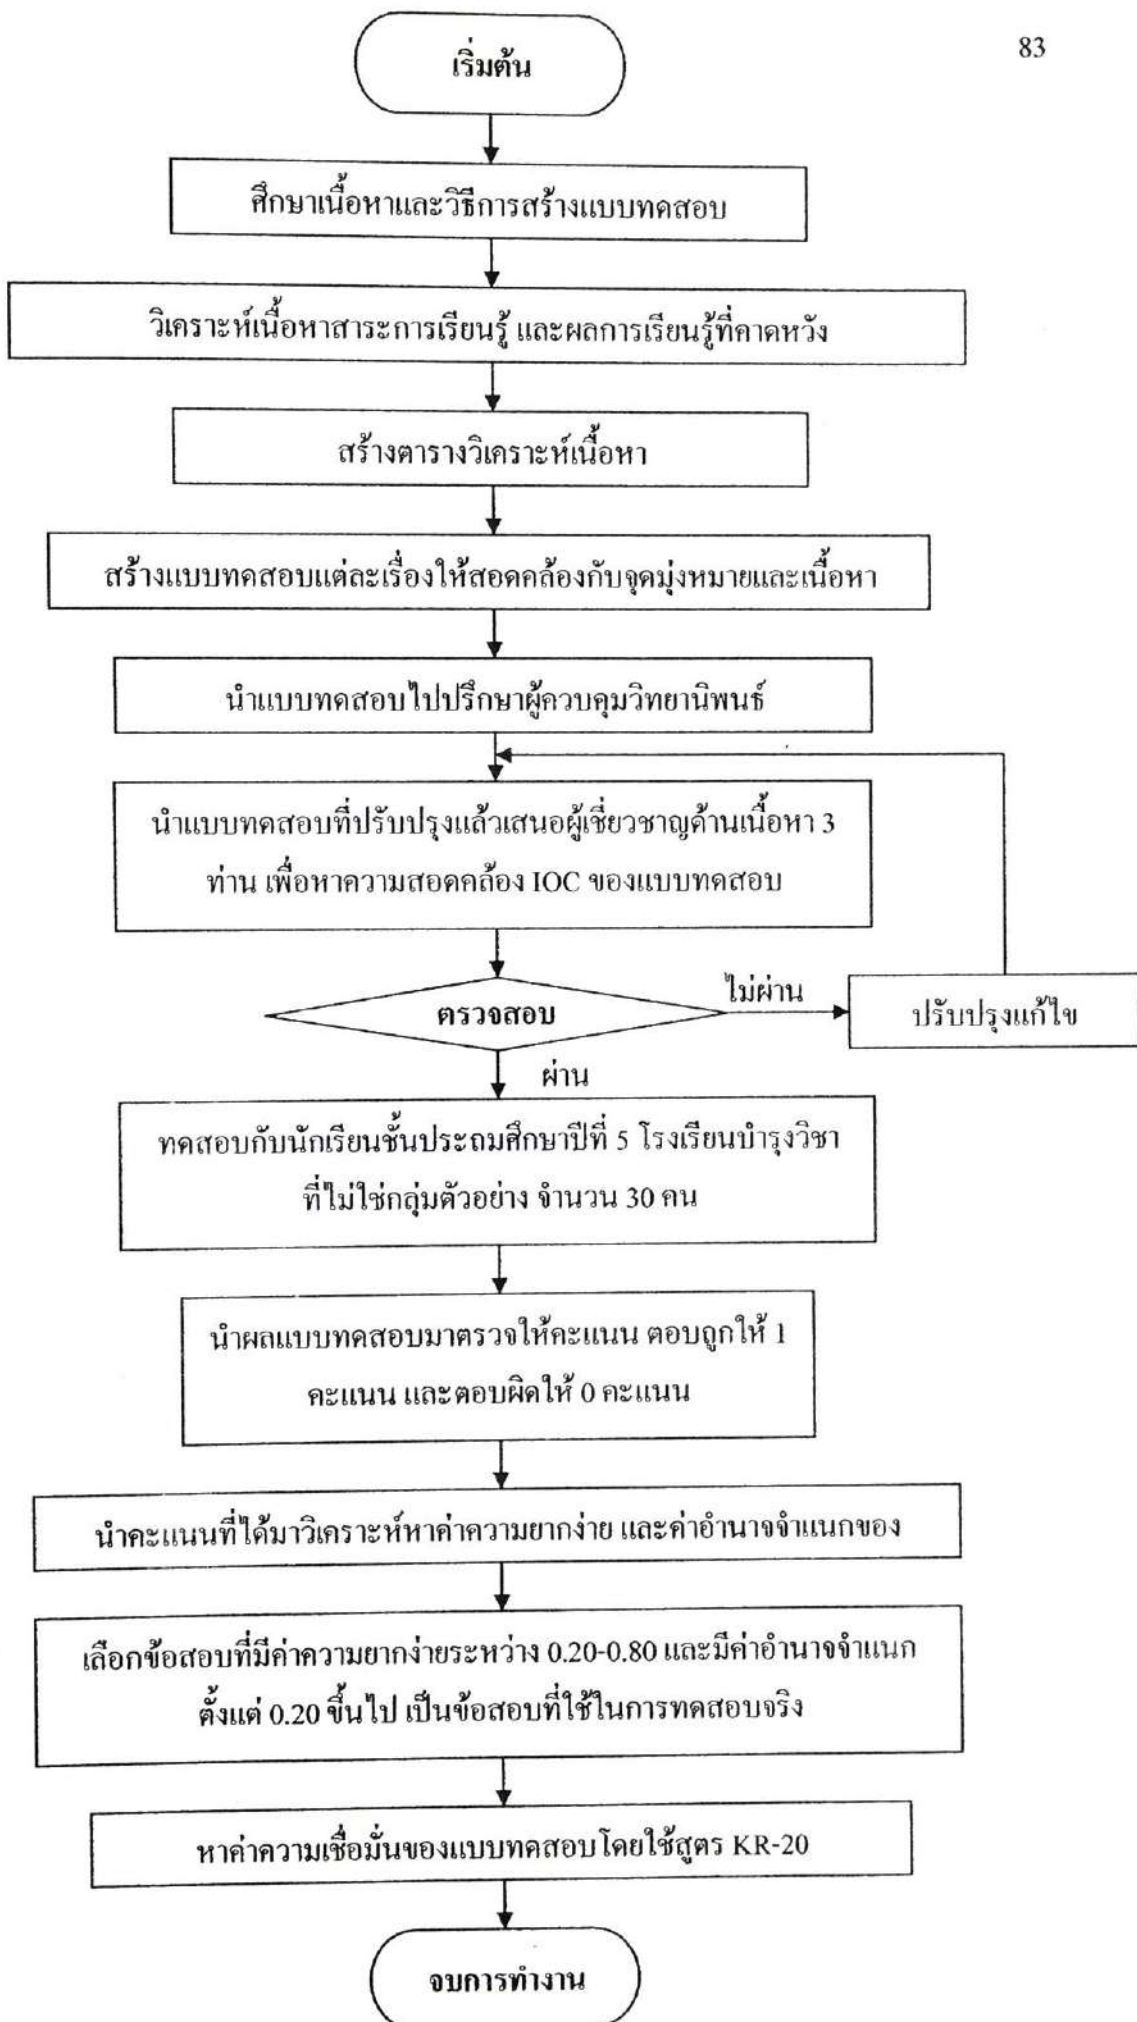 83
เริ่มต้น
ศึกษาเนื้อหาและวิธีการสร้างแบบทดสอบ
วิเคราะห์เนื้อหาสาระการเรียนรู้ และผลการเรียนรู้ที่คาดหวัง
สร้างตารางวิเคราะห์เนื้อหา
สร้างแบบทดสอบแต่ละเรื่องให้สอดคล้องกับจุดมุ่งหมายและเนื้อหา
นำแบบทดสอบไปปรึกษาผู้ควบคุมวิทยานิพนธ์
นำแบบทดสอบที่ปรับปรุงแล้วเสนอผู้เชี่ยวชาญด้านเนื้อหา 3
ท่าน เพื่อหาความสอดคล้อง IOC ของแบบทดสอบ
ตรวจสอบ
ไม่ผ่าน
ปรับปรุงแก้ไข
ผ่าน
ทดสอบกับนักเรียนชั้นประถมศึกษาปีที่ 5 โรงเรียนบำรุงวิชา
ที่ไม่ใช่กลุ่มตัวอย่าง จำนวน 30 คน
นำผลแบบทดสอบมาตรวจให้คะแนน ตอบถูกให้ 1
คะแนน และตอบผิดให้ 0 คะแนน
นำคะแนนที่ได้มาวิเคราะห์หาค่าความยากง่าย และค่าอำนาจจำแนกของ
เลือกข้อสอบที่มีค่าความยากง่ายระหว่าง 0.20-0.80 และมีค่าอำนาจจำแนก
ตั้งแต่ 0.20 ขึ้นไป เป็นข้อสอบที่ใช้ในการทดสอบจริง
หาค่าความเชื่อมั่นของแบบทดสอบโดยใช้สูตร KR-20
จบการทำงาน